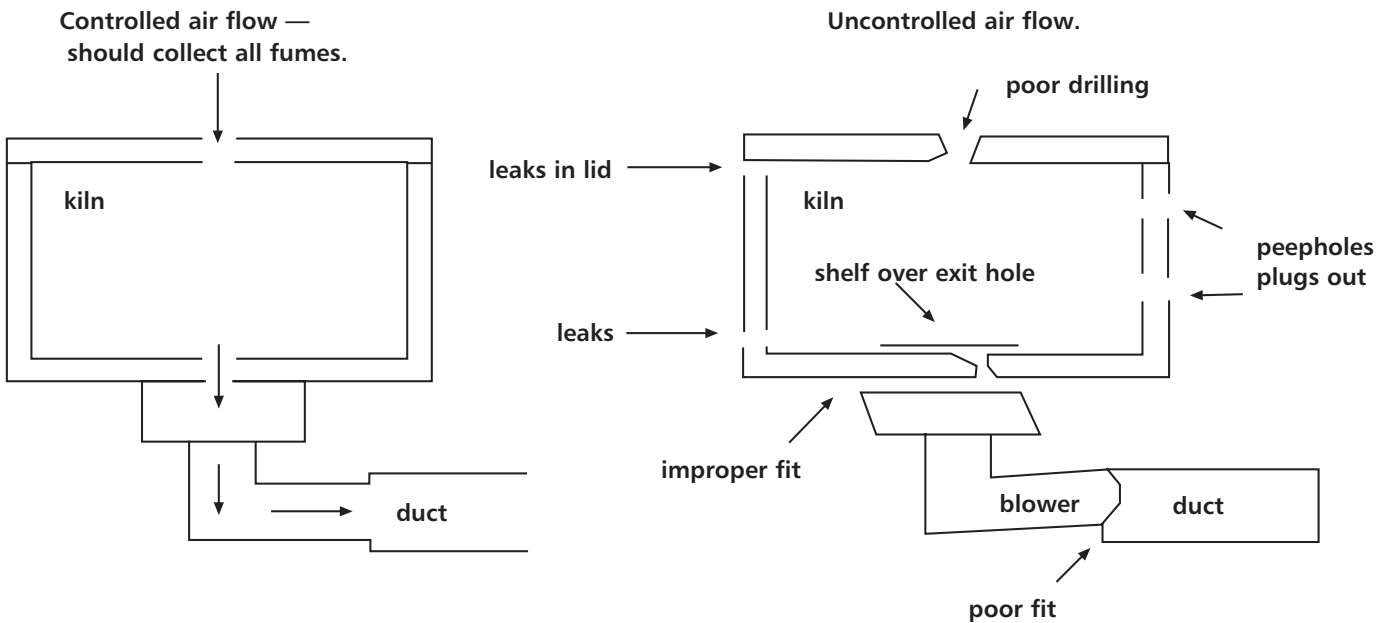 Controlled air flow —
should collect all fumes.
kiln
duct
Uncontrolled air flow.
poor drilling
leaks in lid
kiln
peepholes
plugs out
shelf over exit hole
leaks
improper fit
blower
duct
poor fit